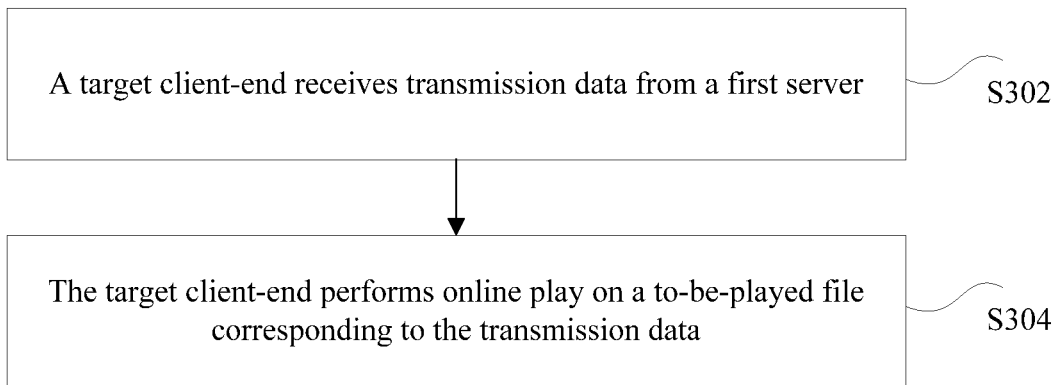 A target client-end receives transmission data from a first server
S302
The target client-end performs online play on a to-be-played file
corresponding to the transmission data
S304